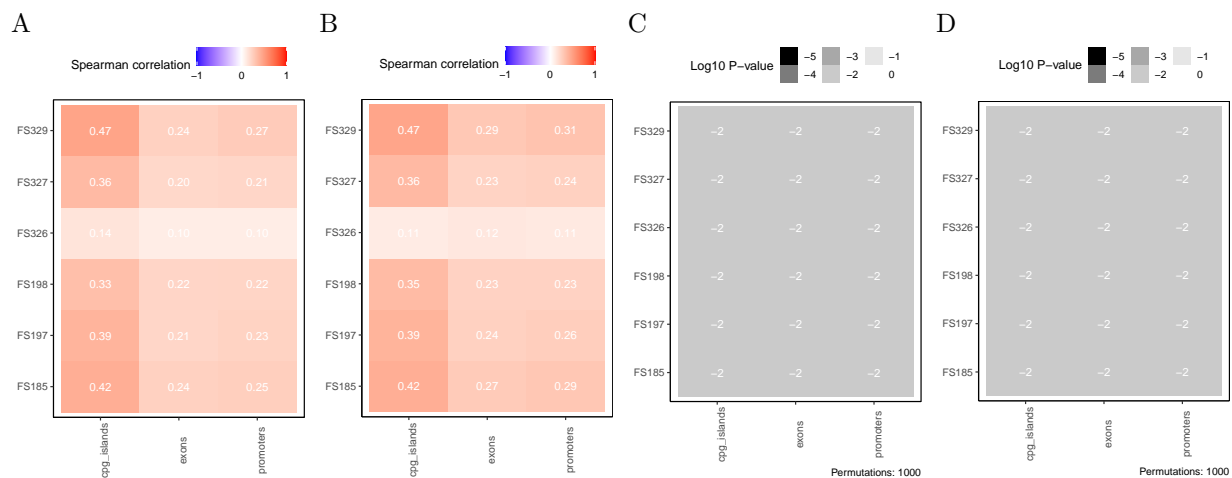 A
Spearman correlation
−1 0 1
FS329 0.47 0.24 0.27
FS327 0.36 0.20 0.21
FS326 0.14 0.10 0.10
FS198 0.33 0.22 0.22
FS197 0.39 0.21 0.23
FS185 0.42 0.24 0.25
cpg_islands exons promoters
B
Spearman correlation
−1 0 1
FS329 0.47 0.29 0.31
FS327 0.36 0.23 0.24
FS326 0.11 0.12 0.11
FS198 0.35 0.23 0.23
FS197 0.39 0.24 0.26
FS185 0.42 0.27 0.29
cpg_islands exons promoters
C
Log10 P−value
−5 −3 −1
−4 −2 0
FS329 −2 −2 −2
FS327 −2 −2 −2
FS326 −2 −2 −2
FS198 −2 −2 −2
FS197 −2 −2 −2
FS185 −2 −2 −2
cpg_islands exons promoters
Permutations: 1000
D
Log10 P−value
−5 −3 −1
−4 −2 0
FS329 −2 −2 −2
FS327 −2 −2 −2
FS326 −2 −2 −2
FS198 −2 −2 −2
FS197 −2 −2 −2
FS185 −2 −2 −2
cpg_islands exons promoters
Permutations: 1000